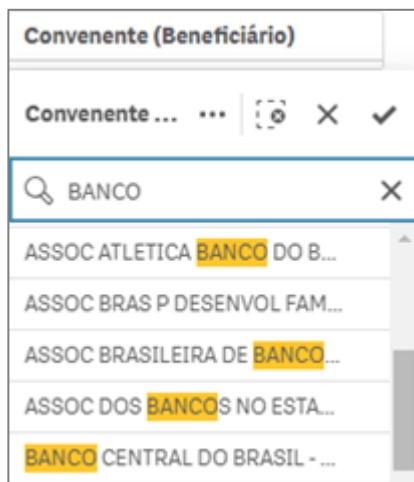 Convenente (Beneficiário)
Convenente ... ...
BANCO
ASSOC ATLETICA BANCO DO B...
ASSOC BRAS P DESENVOL FAM...
ASSOC BRASILEIRA DE BANCO...
ASSOC DOS BANCOS NO ESTA...
BANCO CENTRAL DO BRASIL - ...